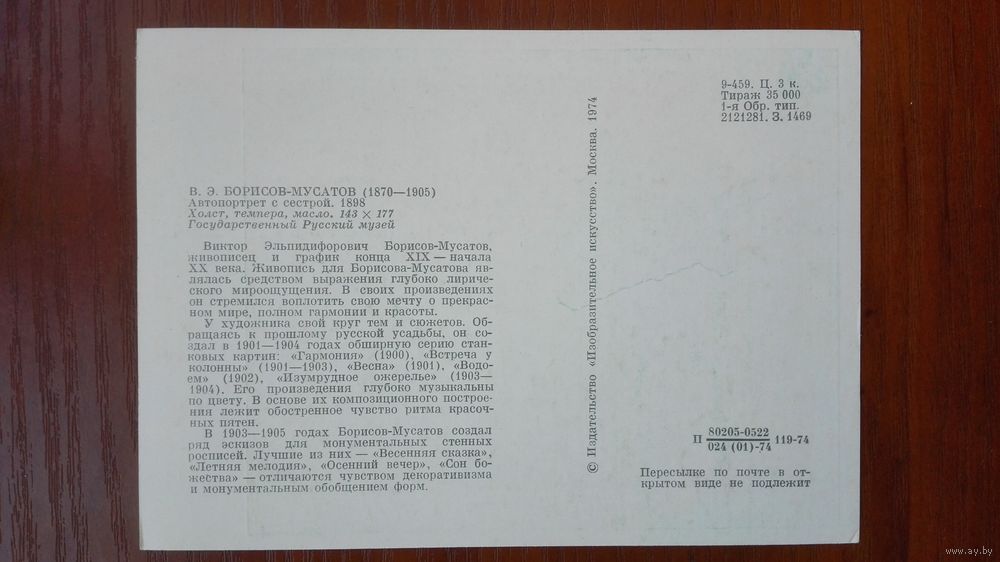 В. Э. БОРИСОВ-МУСАТОВ (1870—1905)
Автопортрет с сестрой. 1898
Холст, темпера, масло. 143 × 177
Государственный Русский музей
Виктор Эльпидифорович Борисов-Мусатов,
живописец и график конца XIX — начала
XX века. Живопись для Борисова-Мусатова яв-
лялась средством выражения глубоко лириче-
ского мироощущения. В своих произведениях
он стремился воплотить свою мечту о прекрас-
ном мире, полном гармонии и красоты.
У художника свой круг тем и сюжетов. Об-
ращаясь к прошлому русской усадьбы, он со-
здал в 1901—1904 годах обширную серию стан-
ковых картин: «Гармония» (1900), «Встреча у
колонны» (1901—1903), «Весна» (1901), «Водо-
ем» (1902), «Изумрудное ожерелье» (1903—
1904). Его произведения глубоко музыкальны
по цвету. В основе их композиционного построе-
ния лежит обостренное чувство ритма красоч-
ных пятен.
В 1903—1905 годах Борисов-Мусатов создал
ряд эскизов для монументальных стенных
росписей. Лучшие из них — «Весенняя сказка»,
«Летняя мелодия», «Осенний вечер», «Сон бо-
жества» — отличаются чувством декоративизма
и монументальным обобщением форм.
© Издательство «Изобразительное искусство». Москва. 1974
9-459. Ц. 3 к.
Тираж 35 000
1-я Обр. тип.
2121281. З. 1469
П 80205-0522
024 (01)-74 119-74
Пересылке по почте в от-
крытом виде не подлежит
www.ay.by